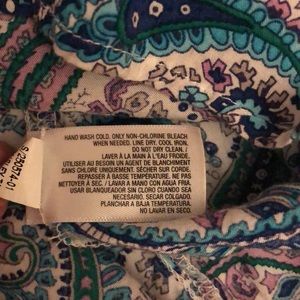 HAND WASH COLD. ONLY NON-CHLORINE BLEACH
WHEN NEEDED. LINE DRY. COOL IRON.
DO NOT DRY CLEAN. /
LAVER À LA MAIN À L'EAU FROIDE.
UTILISER AU BESOIN UN AGENT DE BLANCHIMENT
SANS CHLORE UNIQUEMENT. SÉCHER SUR CORDE.
REPASSER À BASSE TEMPÉRATURE. NE PAS
NETTOYER À SEC. / LAVAR A MANO CON AGUA FRIA.
USAR BLANQUEADOR SIN CLORO CUANDO SEA
NECESARIO. SECAR COLGADO.
PLANCHAR A BAJA TEMPERATURA.
NO LAVAR EN SECO.